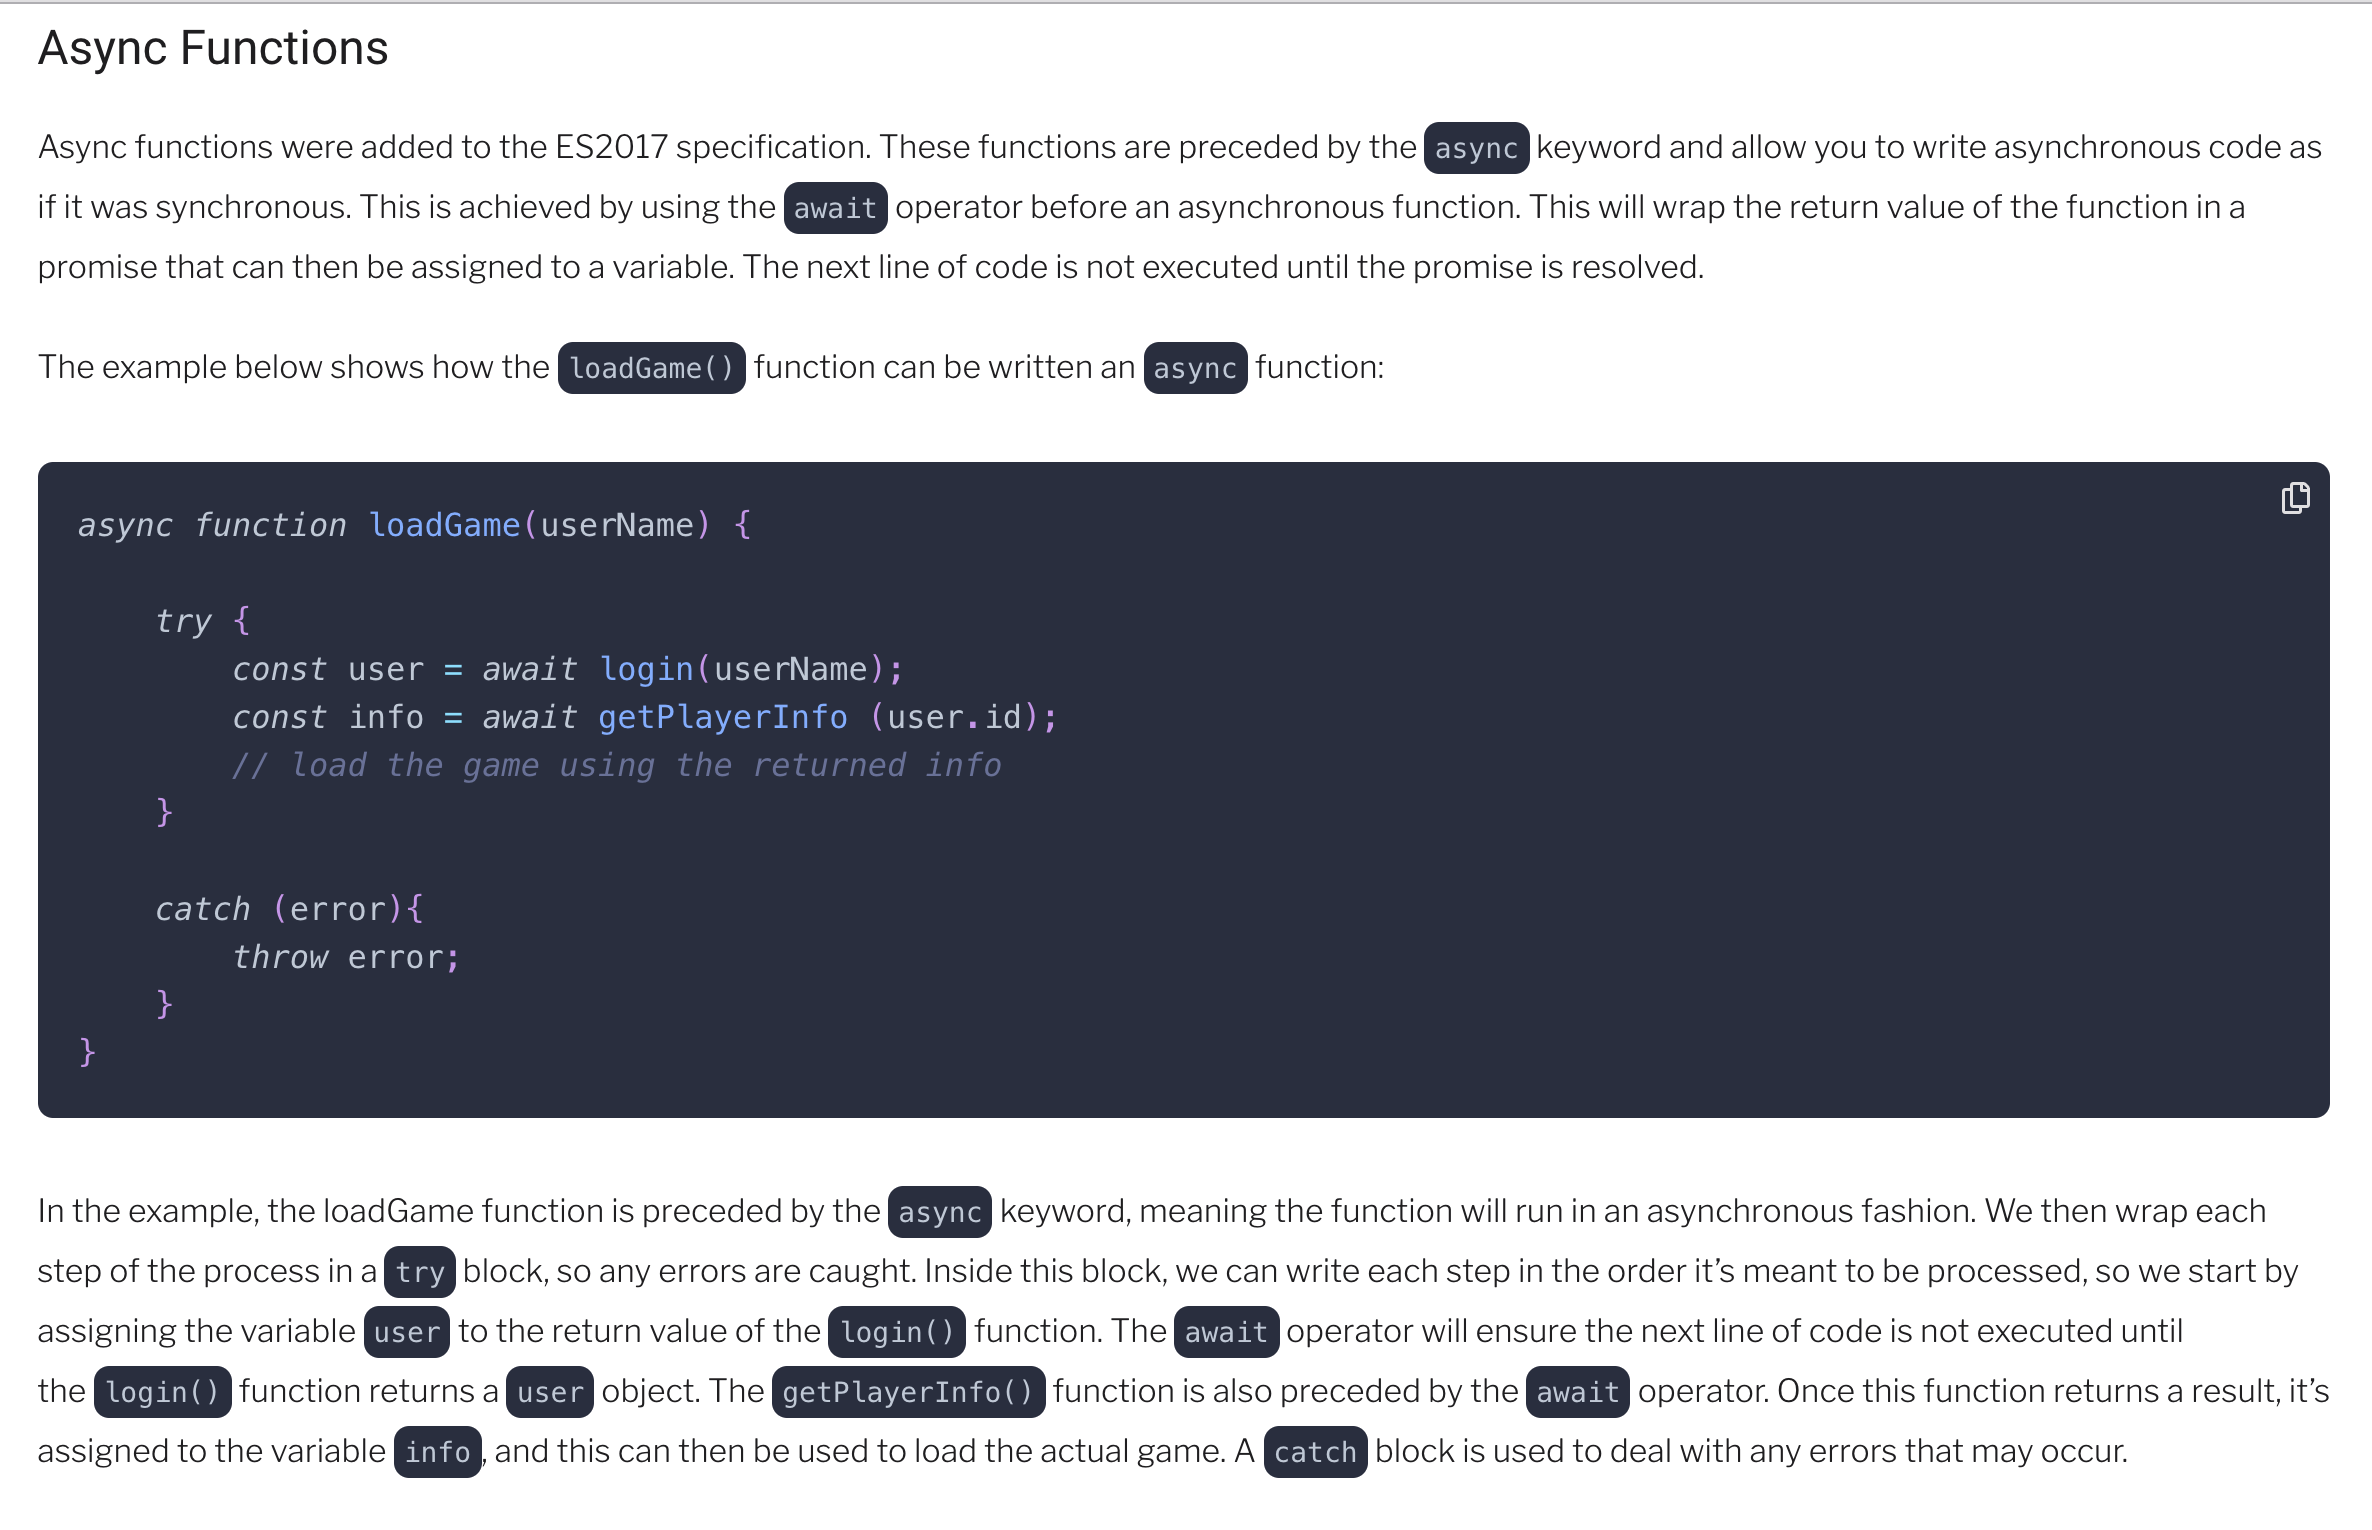 Async Functions
Async functions were added to the ES2017 specification. These functions are preceded by the async keyword and allow you to write asynchronous code as
if it was synchronous. This is achieved by using the await operator before an asynchronous function. This will wrap the return value of the function in a
promise that can then be assigned to a variable. The next line of code is not executed until the promise is resolved.
The example below shows how the loadGame() function can be written an async function:
async function loadGame(userName) {
    try {
        const user = await login(userName);
        const info = await getPlayerInfo (user.id);
        // load the game using the returned info
    }
    catch (error){
        throw error;
    }
}
In the example, the loadGame function is preceded by the async keyword, meaning the function will run in an asynchronous fashion. We then wrap each
step of the process in a try block, so any errors are caught. Inside this block, we can write each step in the order it’s meant to be processed, so we start by
assigning the variable user to the return value of the login() function. The await operator will ensure the next line of code is not executed until
the login() function returns a user object. The getPlayerInfo() function is also preceded by the await operator. Once this function returns a result, it’s
assigned to the variable info, and this can then be used to load the actual game. A catch block is used to deal with any errors that may occur.